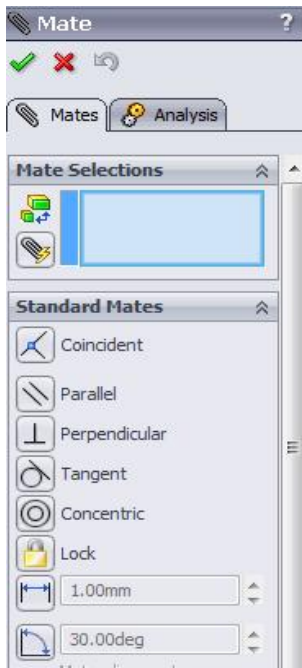 Mate ?
Mates Analysis
Mate Selections
Standard Mates
Coincident
Parallel
Perpendicular
Tangent
Concentric
Lock
1.00mm
30.00deg